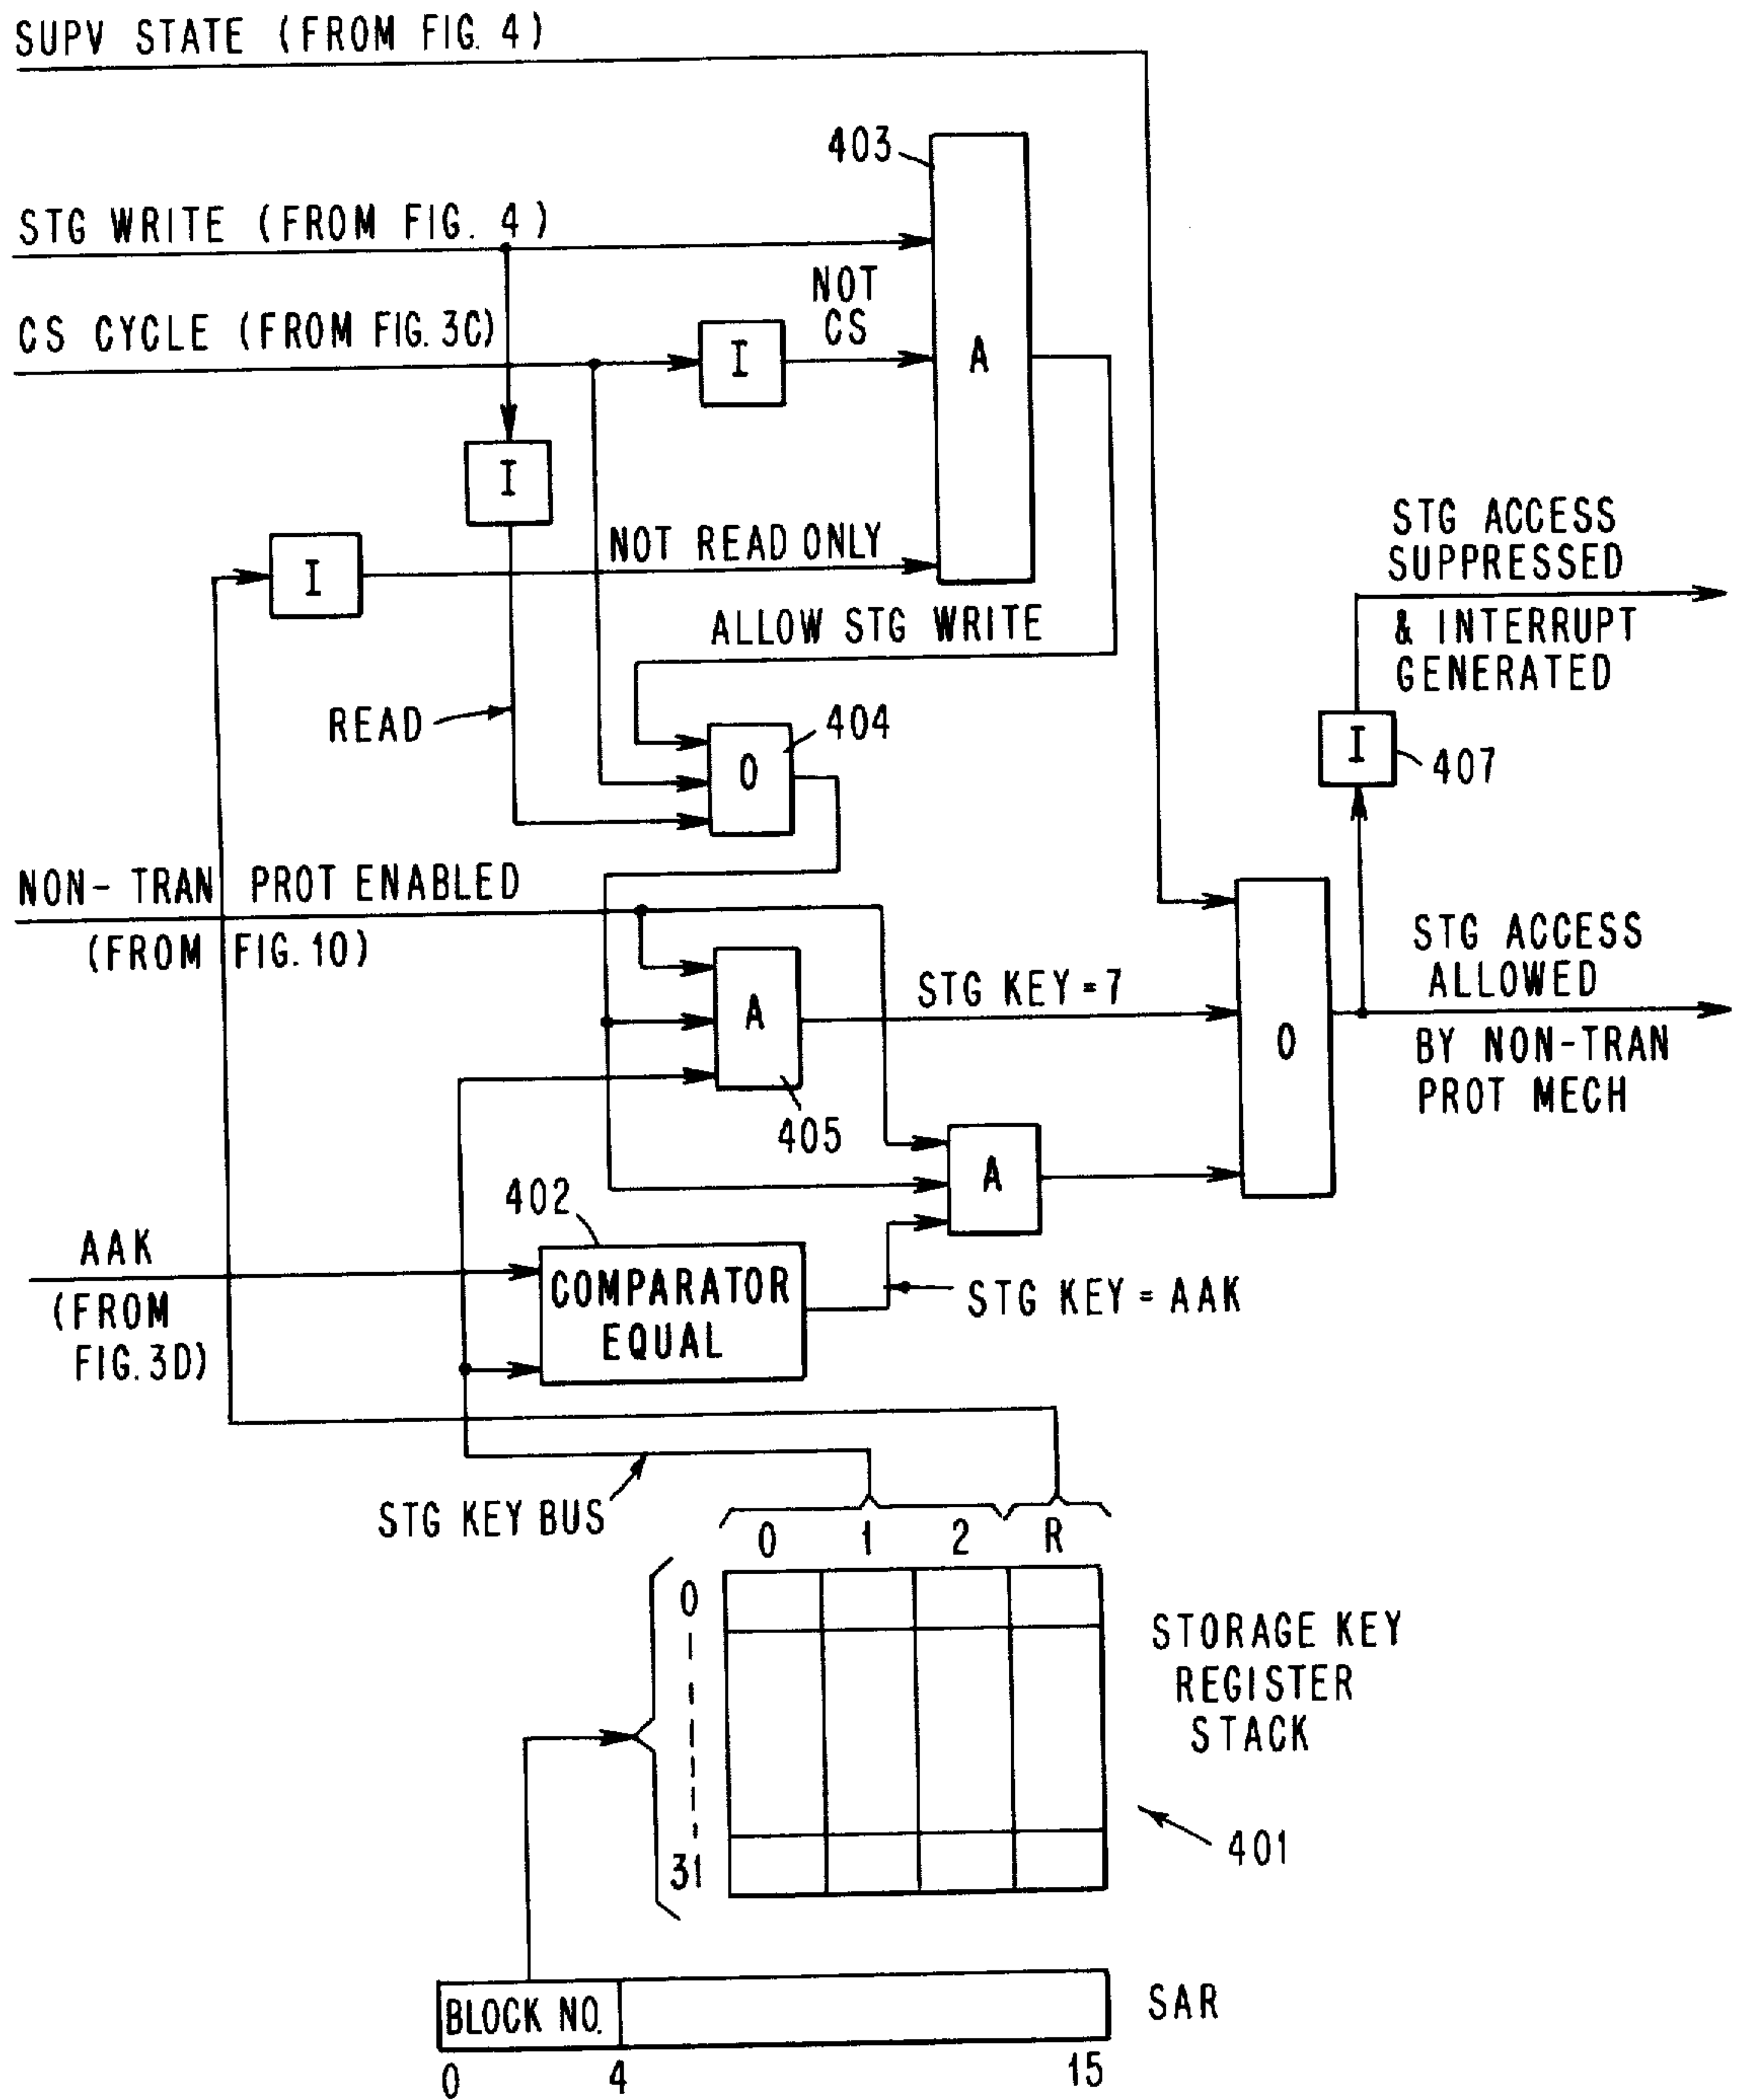 SUPV STATE (FROM FIG. 4)
403
STG WRITE (FROM FIG. 4)
NOT
CS
CS CYCLE (FROM FIG. 3C)
I
A
I
STG ACCESS
SUPPRESSED
& INTERRUPT
GENERATED
I
NOT READ ONLY
ALLOW STG WRITE
READ
404
O
I
407
NON-TRAN PROT ENABLED
(FROM FIG. 10)
STG ACCESS
ALLOWED
BY NON-TRAN
PROT MECH
STG KEY = 7
A
O
405
A
402
AAK
(FROM
FIG. 3D)
COMPARATOR
EQUAL
STG KEY = AAK
STG KEY BUS
0 1 2 R
0
31
STORAGE KEY
REGISTER
STACK
401
BLOCK NO.
SAR
0 4 15